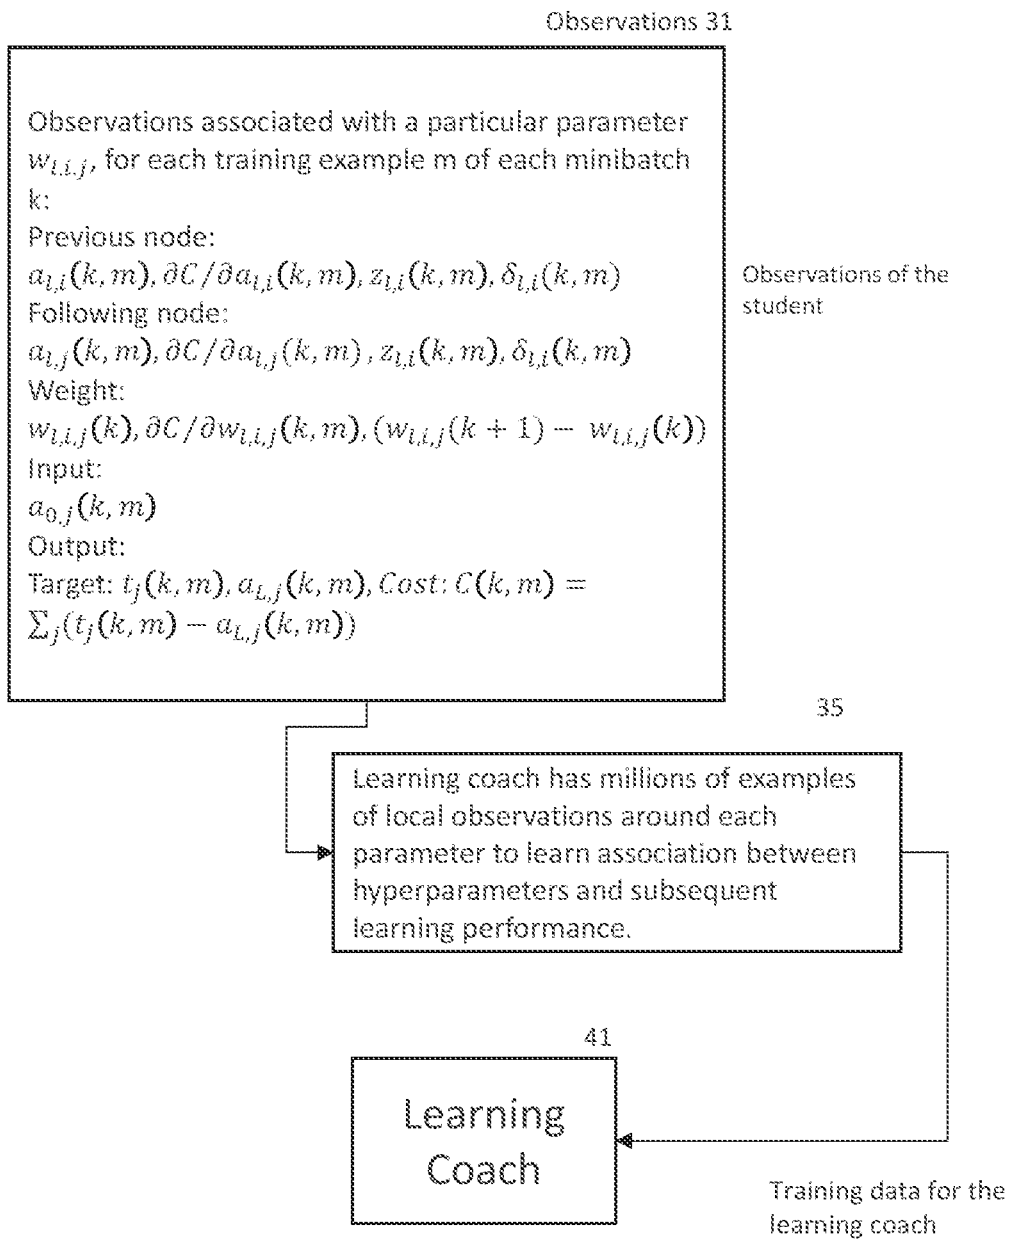 Observations 31
Observations associated with a particular parameter
w_{l,i,j}, for each training example m of each minibatch
k:
Previous node:
a_{l,i}(k, m), ∂C/∂a_{l,i}(k, m), z_{l,i}(k, m), δ_{l,i}(k, m)
Following node:
a_{l,j}(k, m), ∂C/∂a_{l,j}(k, m) , z_{l,i}(k, m), δ_{l,i}(k, m)
Weight:
w_{l,i,j}(k), ∂C/∂w_{l,i,j}(k, m), (w_{l,i,j}(k + 1) − w_{l,i,j}(k))
Input:
a_{0,j}(k, m)
Output:
Target: t_j(k, m), a_{L,j}(k, m), Cost: C(k, m) =
∑_j(t_j(k, m) − a_{L,j}(k, m))
Observations of the
student
35
Learning coach has millions of examples
of local observations around each
parameter to learn association between
hyperparameters and subsequent
learning performance.
41
Learning
Coach
Training data for the
learning coach